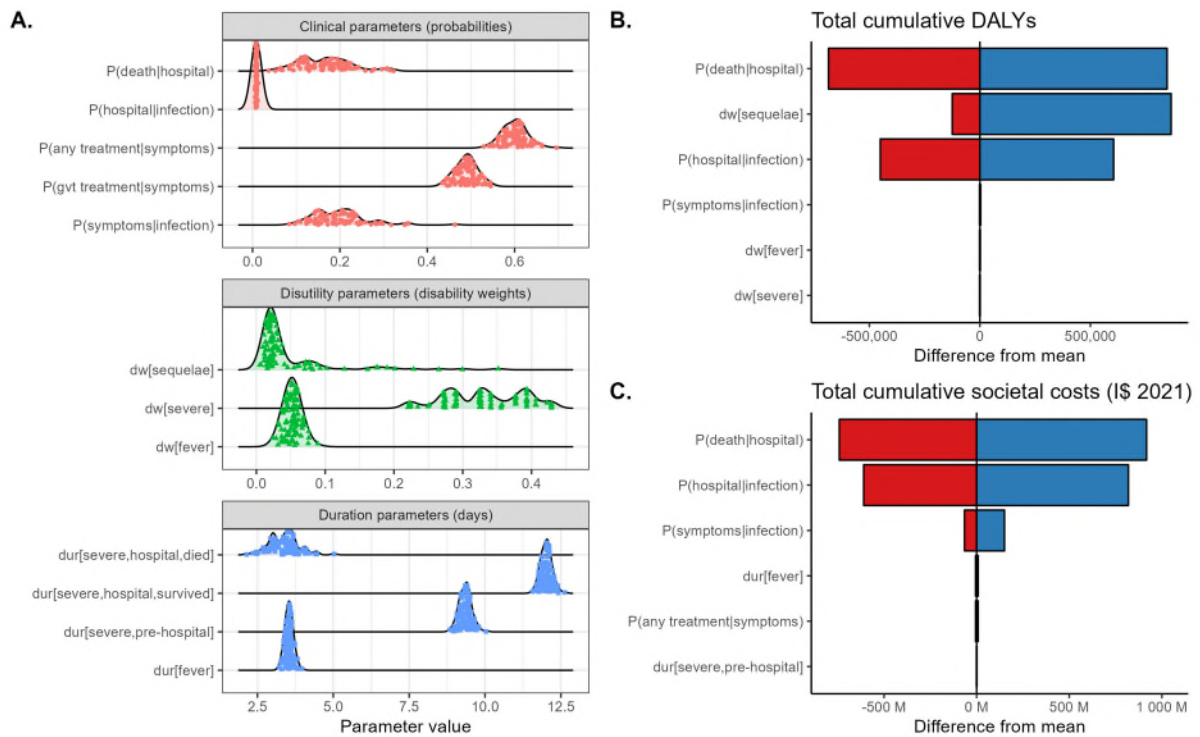 A.
Clinical parameters (probabilities)
P(death|hospital)
P(hospital|infection)
P(any treatment|symptoms)
P(gvt treatment|symptoms)
P(symptoms|infection)
0.0 0.2 0.4 0.6
Disutility parameters (disability weights)
dw[sequelae]
dw[severe]
dw[fever]
0.0 0.1 0.2 0.3 0.4
Duration parameters (days)
dur[severe,hospital,died]
dur[severe,hospital,survived]
dur[severe,pre-hospital]
dur[fever]
2.5 5.0 7.5 10.0 12.5
Parameter value
B.
Total cumulative DALYs
P(death|hospital)
dw[sequelae]
P(hospital|infection)
P(symptoms|infection)
dw[fever]
dw[severe]
-500,000 0 500,000
Difference from mean
C.
Total cumulative societal costs (I$ 2021)
P(death|hospital)
P(hospital|infection)
P(symptoms|infection)
dur[fever]
P(any treatment|symptoms)
dur[severe,pre-hospital]
-500 M 0 M 500 M 1 000 M
Difference from mean